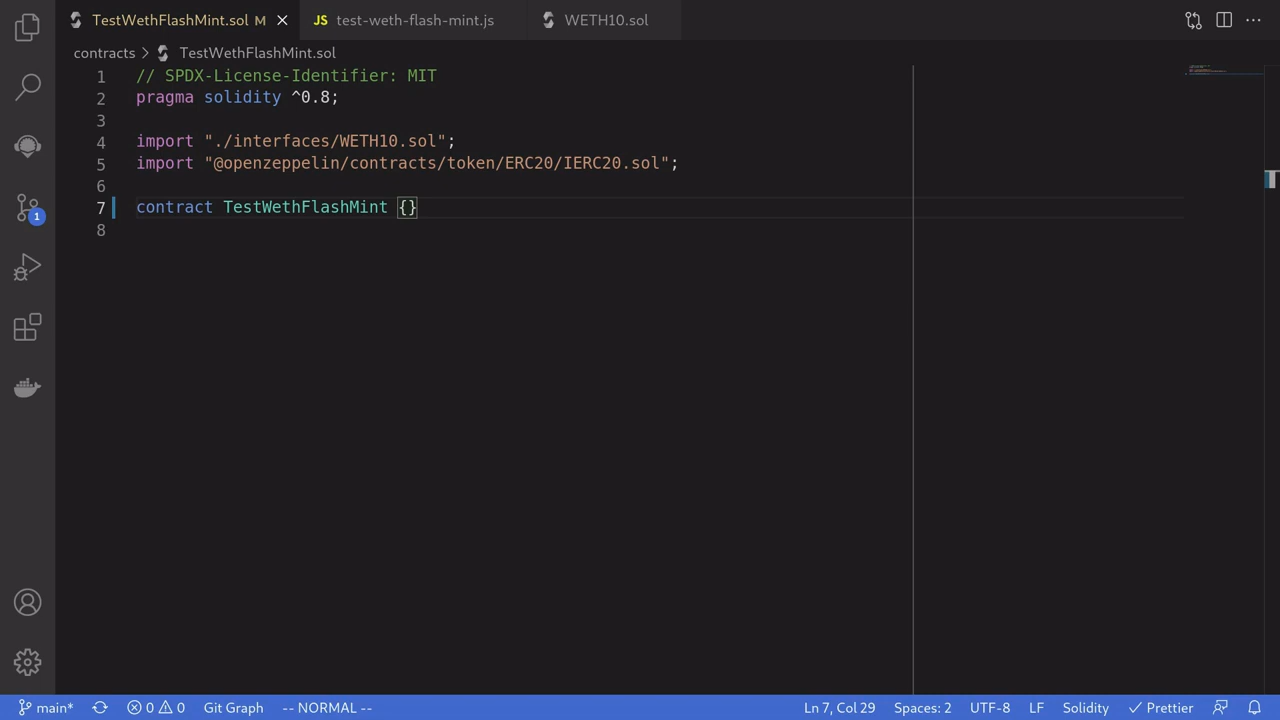 TestWethFlashMint.sol M
JS test-weth-flash-mint.js
WETH10.sol
contracts > TestWethFlashMint.sol
1 // SPDX-License-Identifier: MIT
2 pragma solidity ^0.8;
3
4 import "./interfaces/WETH10.sol";
5 import "@openzeppelin/contracts/token/ERC20/IERC20.sol";
6
7 contract TestWethFlashMint {}
8
1
main* 0 0 Git Graph -- NORMAL -- Ln 7, Col 29 Spaces: 2 UTF-8 LF Solidity Prettier